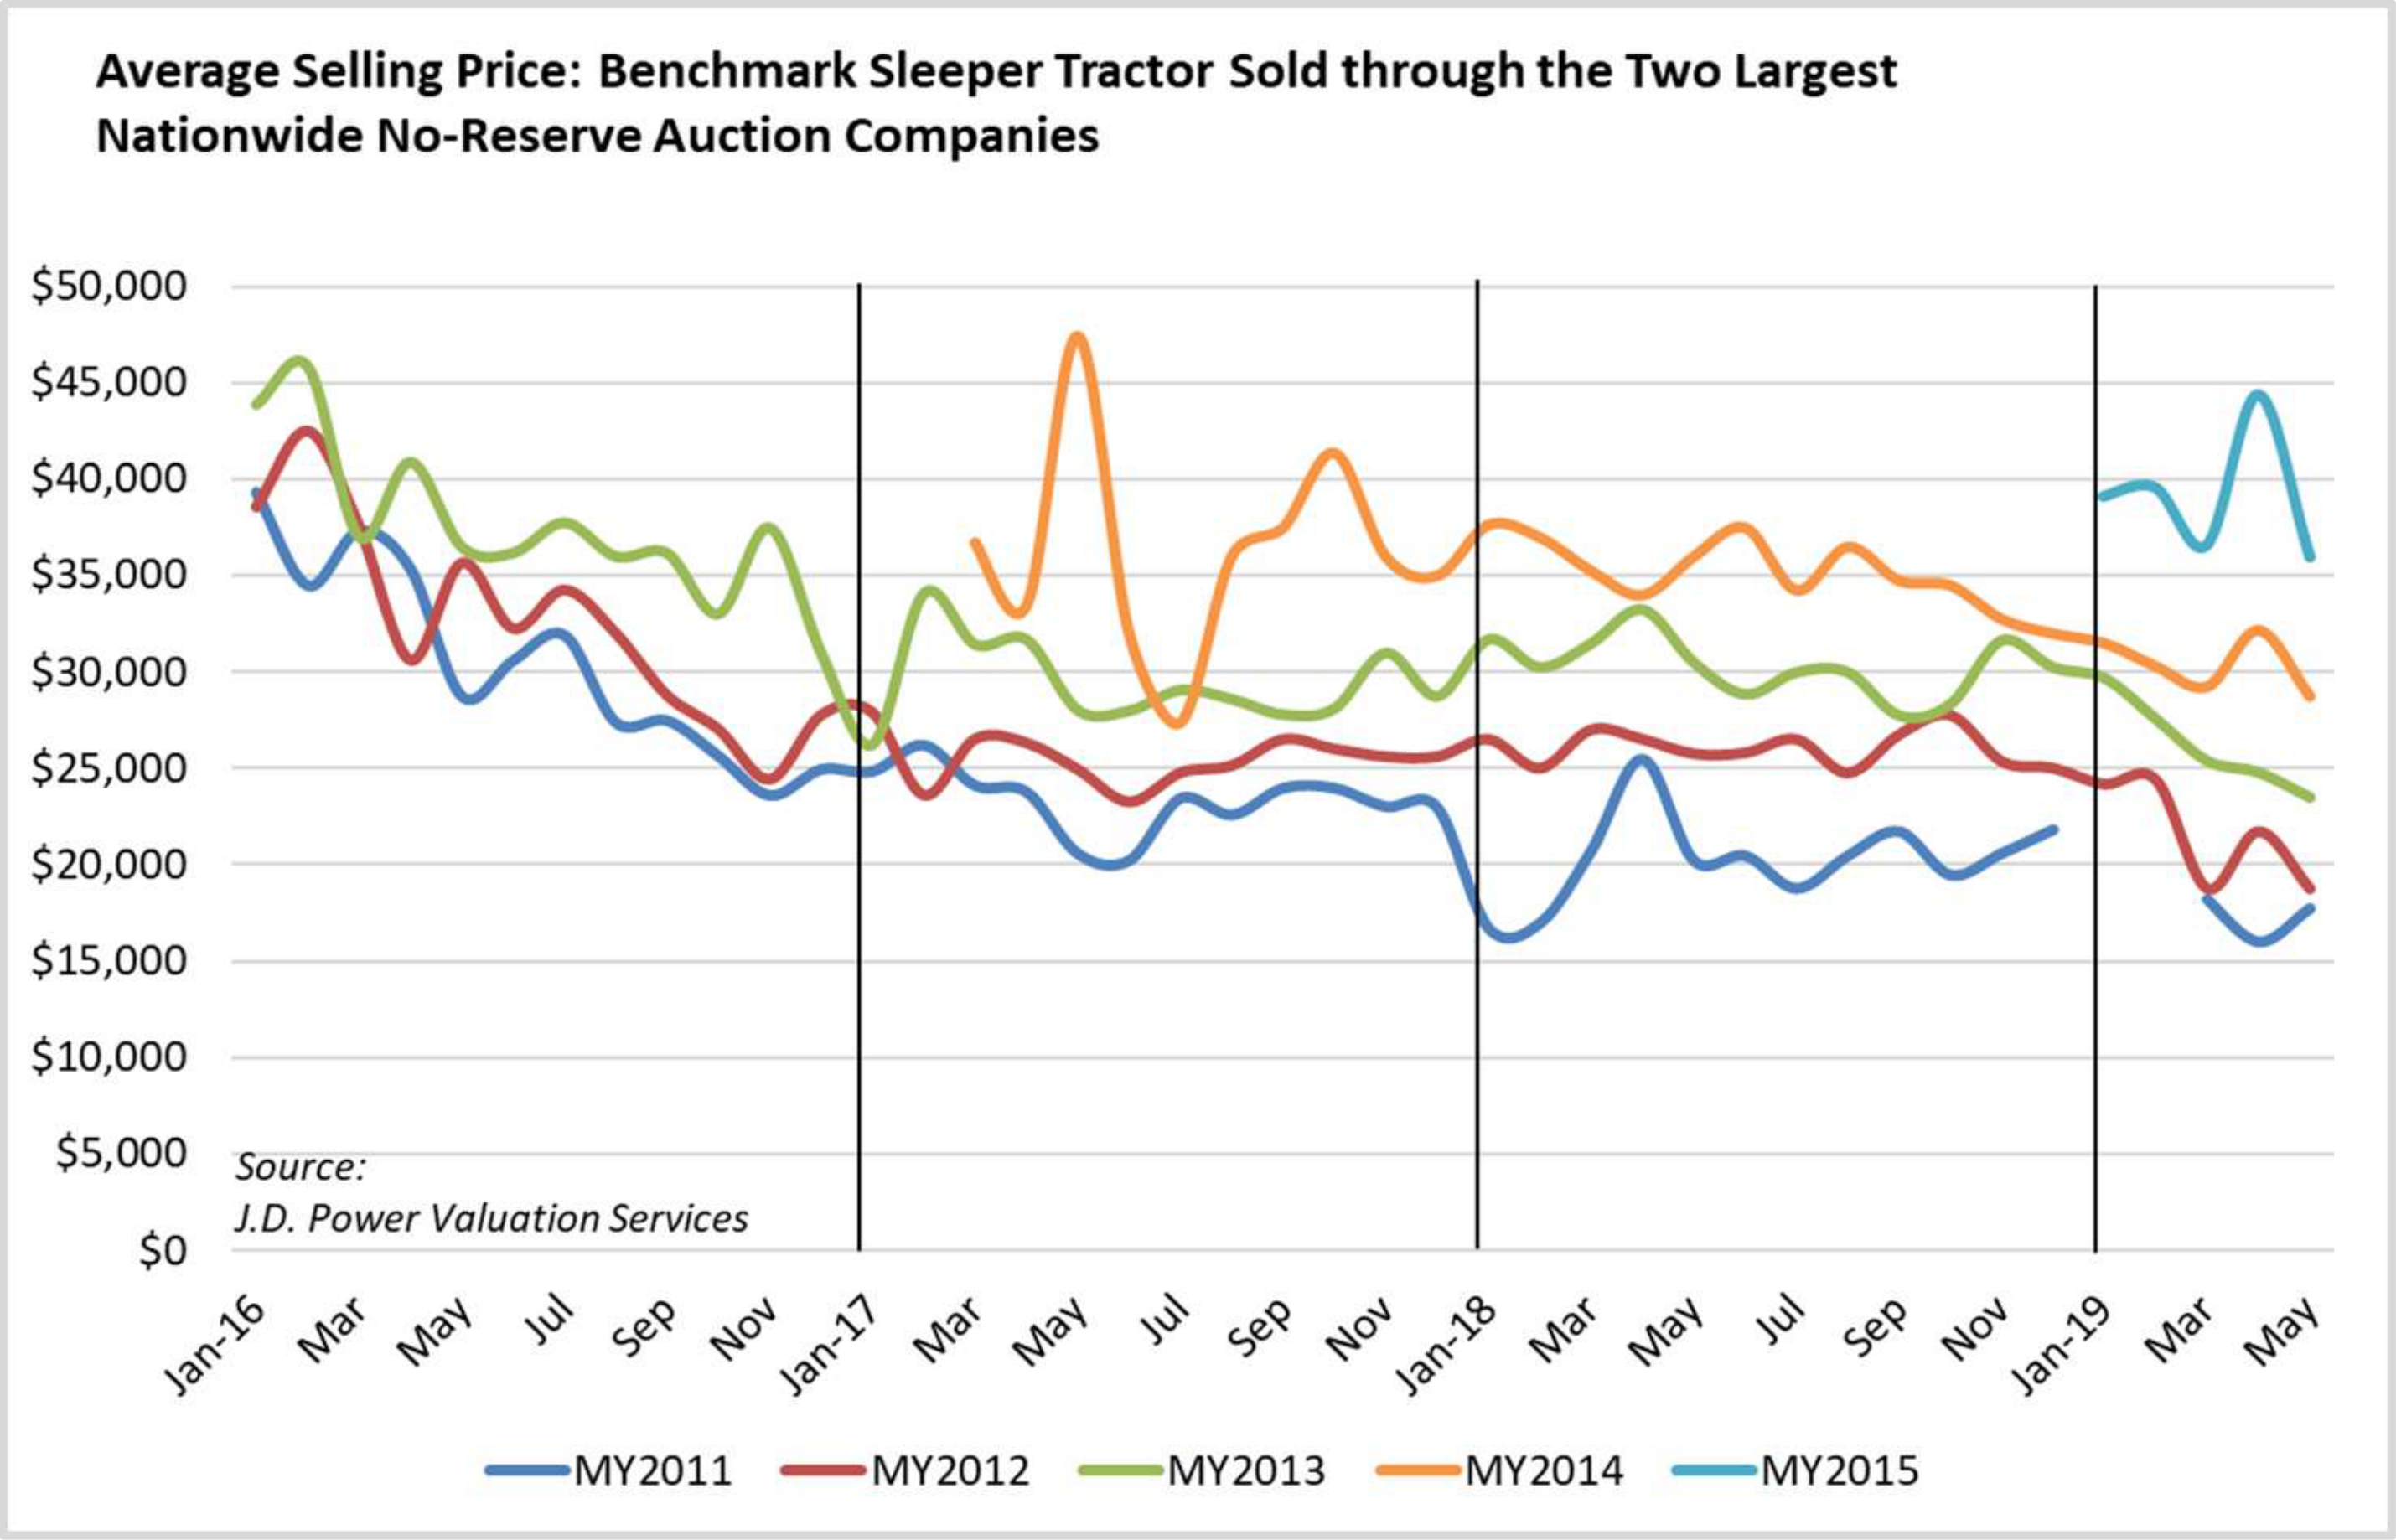 Average Selling Price: Benchmark Sleeper Tractor Sold through the Two Largest
Nationwide No-Reserve Auction Companies
$50,000
$45,000
$40,000
$35,000
$30,000
$25,000
$20,000
$15,000
$10,000
$5,000
$0
Source:
J.D. Power Valuation Services
Jan-16
Mar
May
Jul
Sep
Nov
Jan-17
Mar
May
Jul
Sep
Nov
Jan-18
Mar
May
Jul
Sep
Nov
Jan-19
Mar
May
MY2011
MY2012
MY2013
MY2014
MY2015